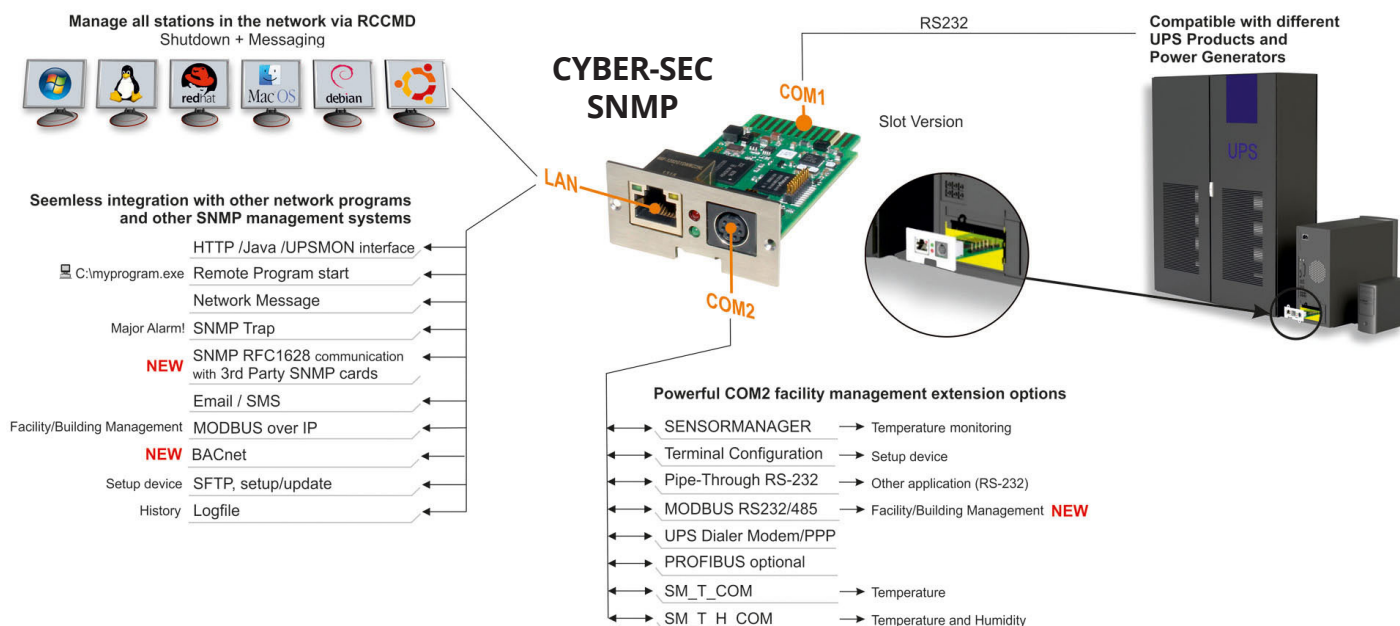 Manage all stations in the network via RCCMD
Shutdown + Messaging
redhat
Mac OS
debian
CYBER-SEC
SNMP
COM1
LAN
COM2
RS232
Slot Version
Compatible with different
UPS Products and
Power Generators
UPS
Seemless integration with other network programs
and other SNMP management systems
HTTP /Java /UPSMON interface
C:\myprogram.exe Remote Program start
Network Message
Major Alarm! SNMP Trap
NEW SNMP RFC1628 communication
with 3rd Party SNMP cards
Email / SMS
Facility/Building Management MODBUS over IP
NEW BACnet
Setup device SFTP, setup/update
History Logfile
Powerful COM2 facility management extension options
SENSORMANAGER Temperature monitoring
Terminal Configuration Setup device
Pipe-Through RS-232 Other application (RS-232)
MODBUS RS232/485 Facility/Building Management NEW
UPS Dialer Modem/PPP
PROFIBUS optional
SM_T_COM Temperature
SM_T_H_COM Temperature and Humidity